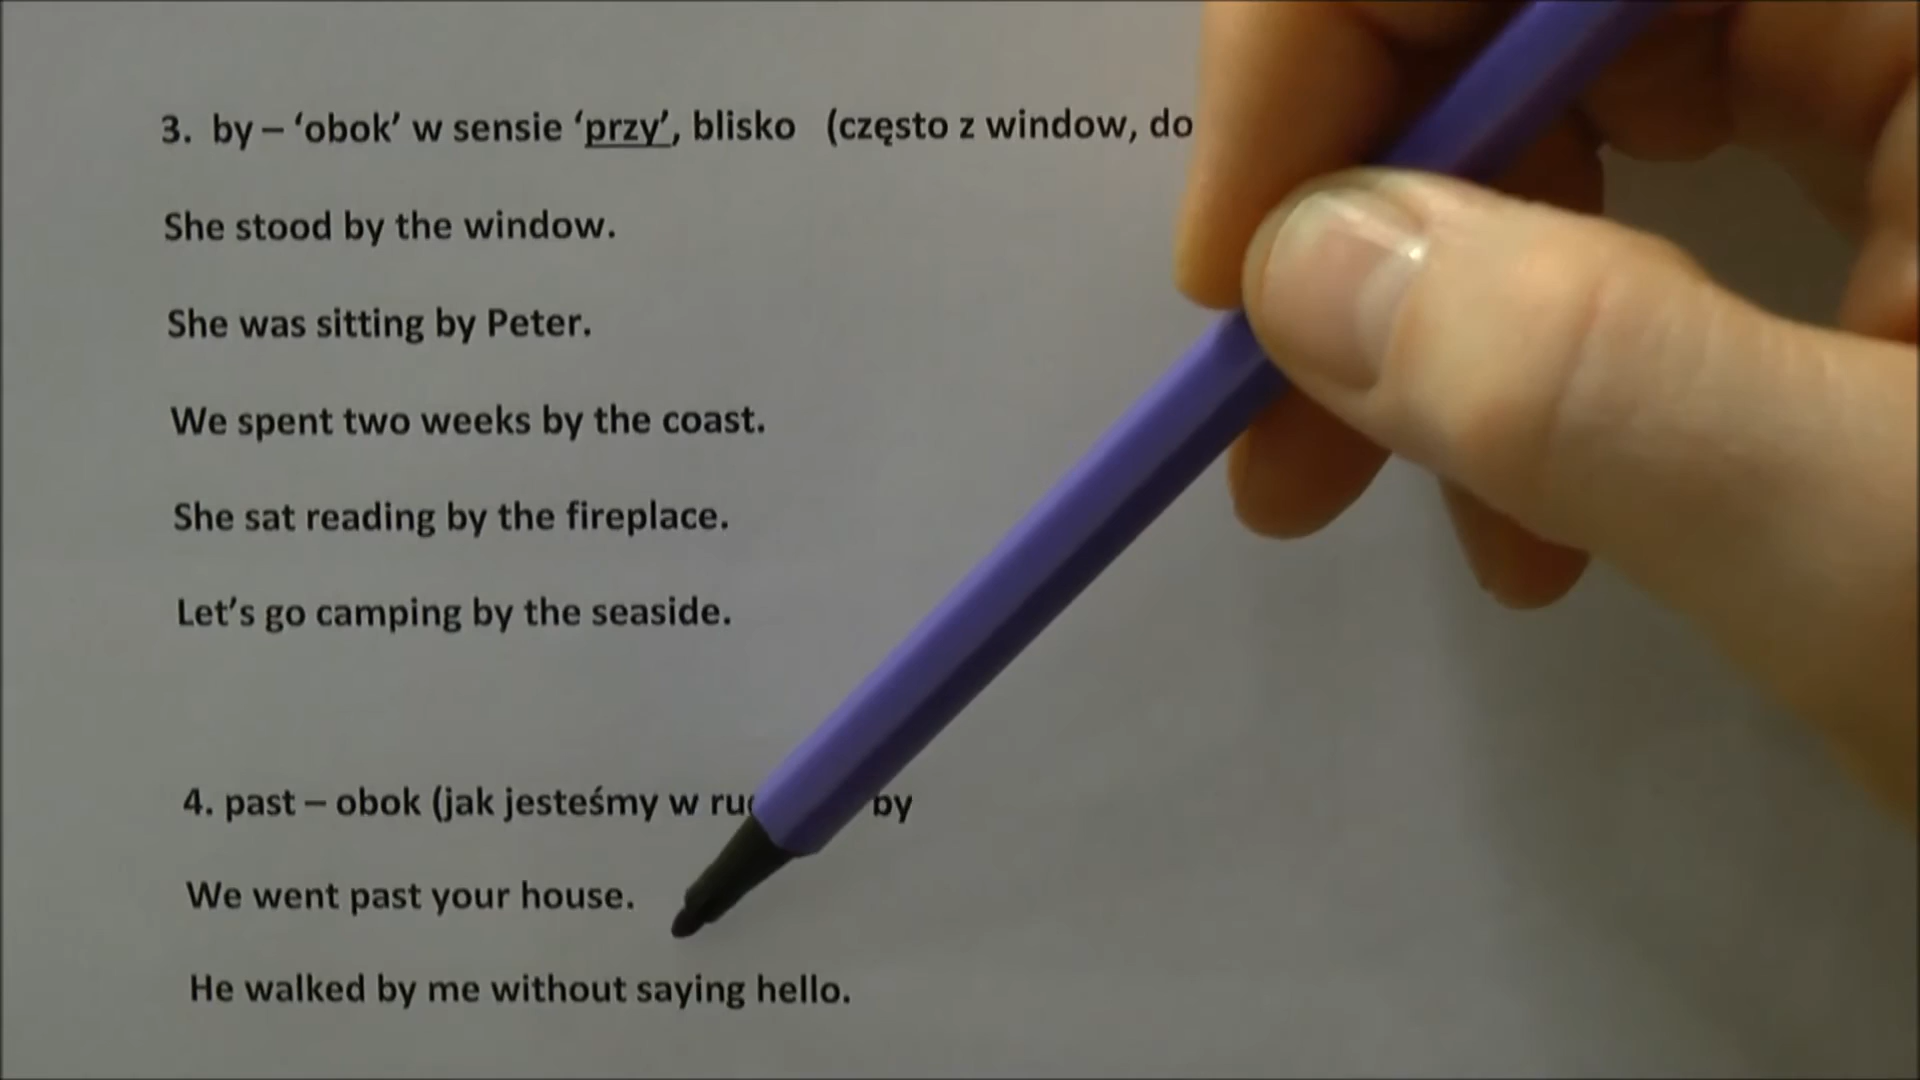 3. by – ‘obok’ w sensie ‘przy’, blisko (często z window,
She stood by the window.
She was sitting by Peter.
We spent two weeks by the coast.
She sat reading by the fireplace.
Let’s go camping by the seaside.
4. past – obok (jak jesteśmy w by
We went past your house.
He walked by me without saying hello.